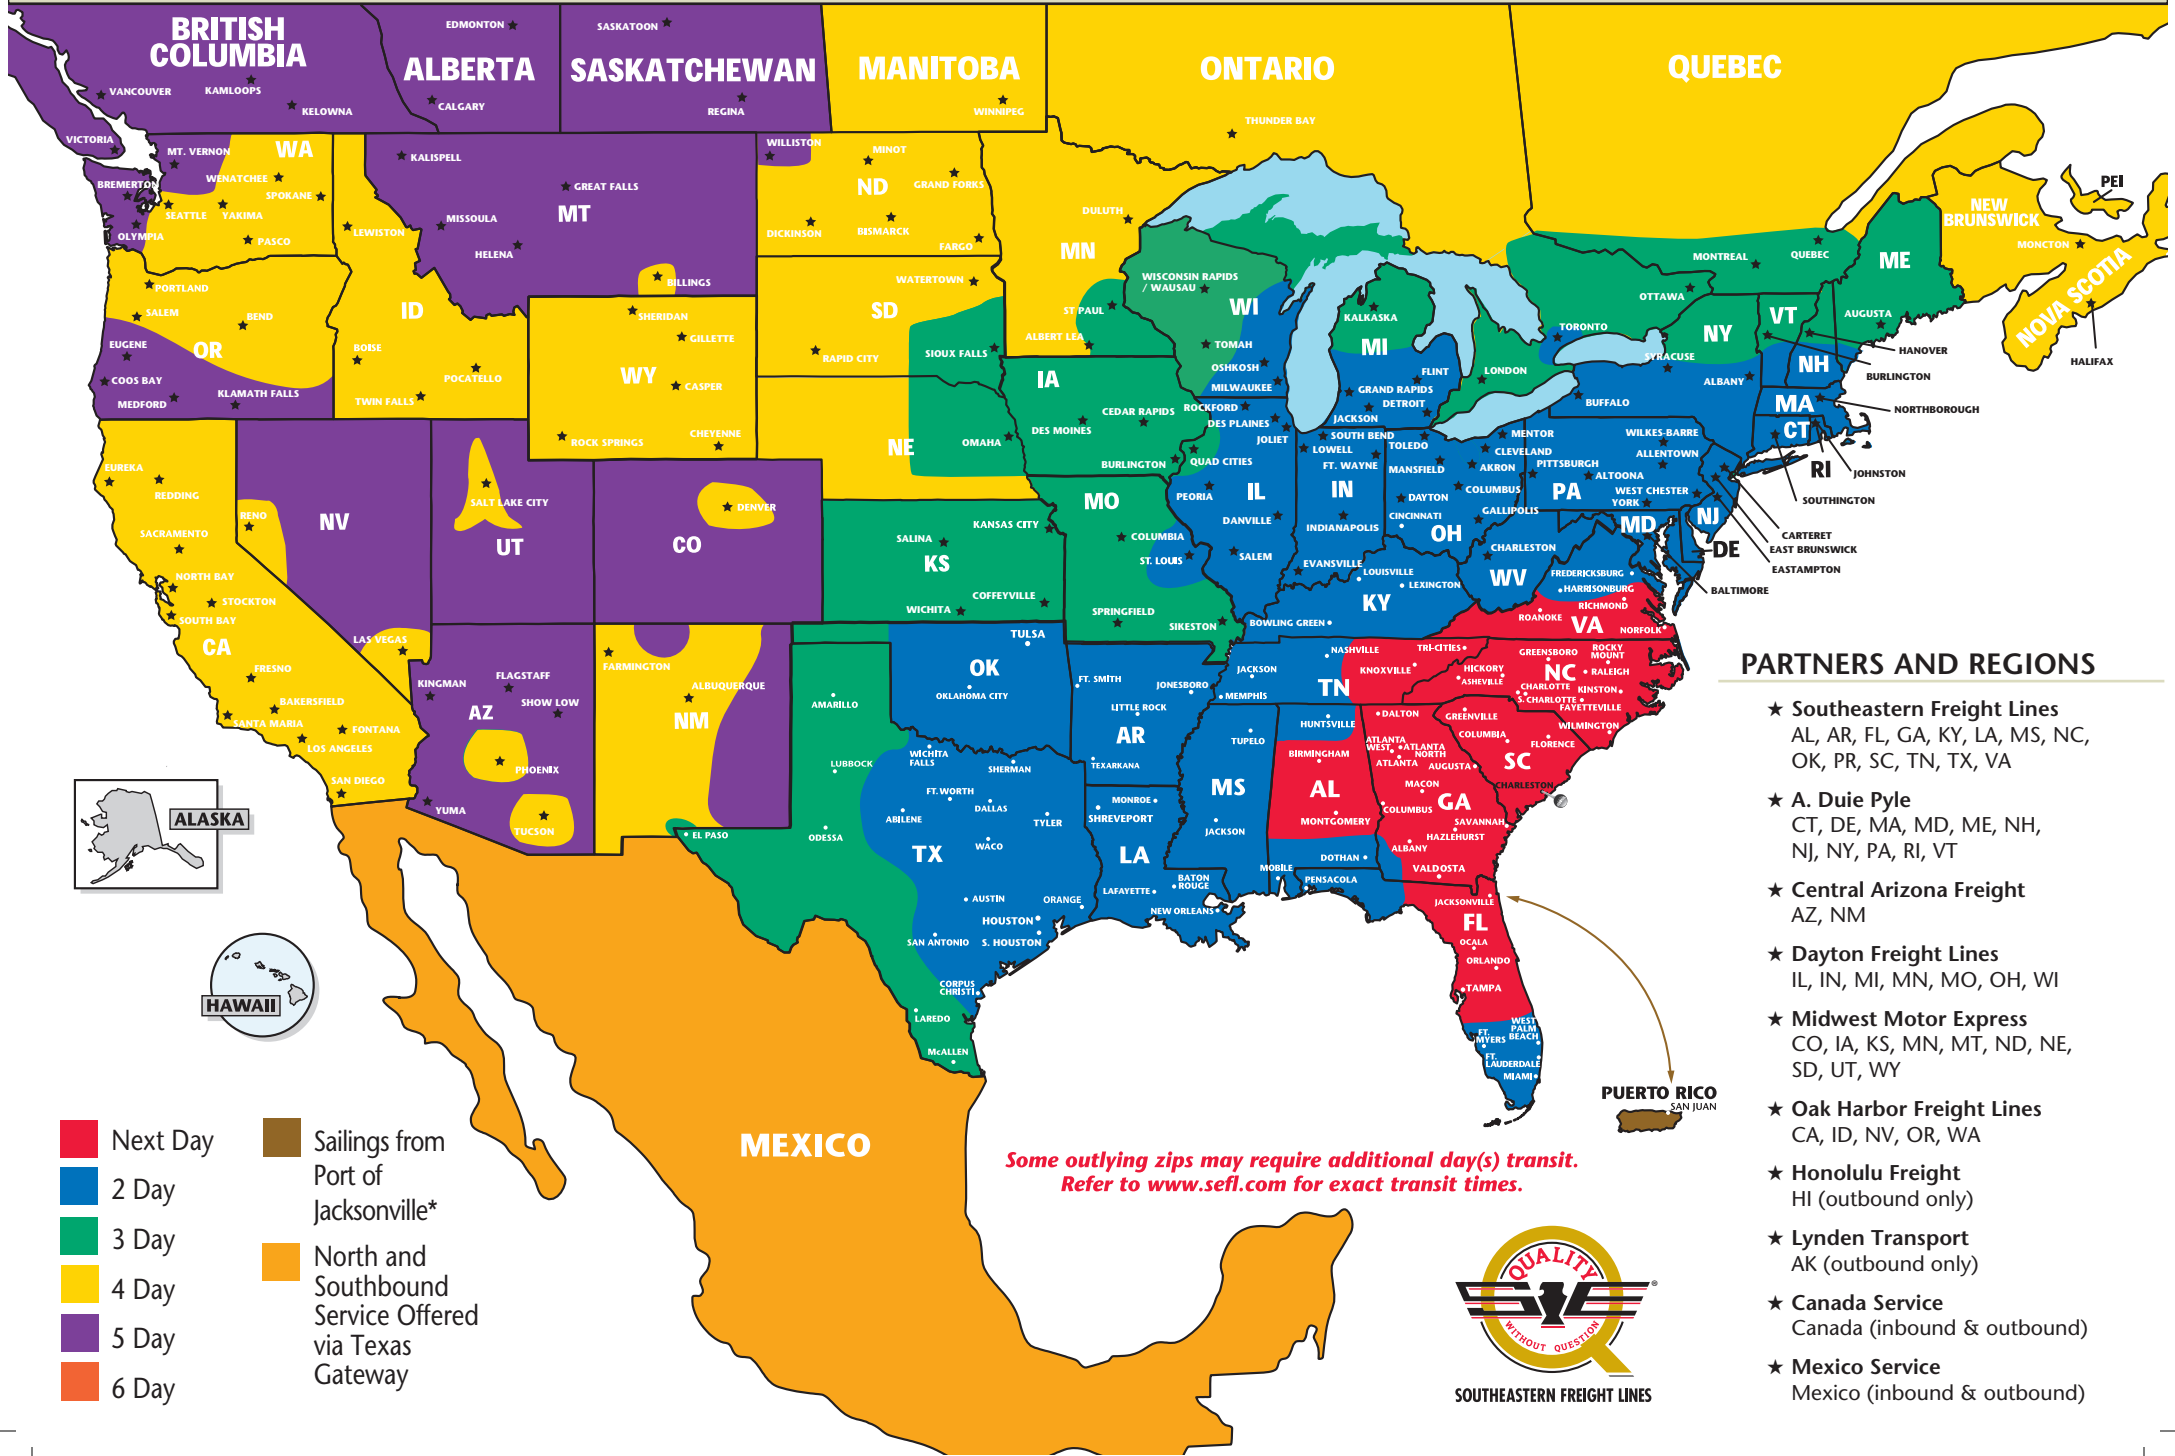 BRITISH
COLUMBIA
ALBERTA
SASKATCHEWAN
MANITOBA
ONTARIO
QUEBEC
EDMONTON
SASKATOON
VANCOUVER
KAMLOOPS
KELOWNA
CALGARY
REGINA
WINNIPEG
THUNDER BAY
VICTORIA
MT. VERNON
WA
WENATCHEE
SPOKANE
BREMERTON
SEATTLE
YAKIMA
OLYMPIA
PASCO
LEWISTON
KALISPELL
GREAT FALLS
MT
MISSOULA
HELENA
BILLINGS
WILLISTON
MINOT
ND
GRAND FORKS
DICKINSON
BISMARCK
FARGO
DULUTH
MN
ST PAUL
ALBERT LEA
WATERTOWN
SD
RAPID CITY
SIOUX FALLS
WISCONSIN RAPIDS
/ WAUSAU
WI
TOMAH
OSHKOSH
MILWAUKEE
KALKASKA
MI
FLINT
GRAND RAPIDS
DETROIT
JACKSON
LONDON
TORONTO
OTTAWA
MONTREAL
QUEBEC
ME
AUGUSTA
NEW
BRUNSWICK
MONCTON
PEI
NOVA SCOTIA
HALIFAX
VT
NY
NH
SYRACUSE
ALBANY
BUFFALO
MA
CT
RI
HANOVER
BURLINGTON
NORTHBOROUGH
JOHNSTON
SOUTHINGTON
CARTERET
EAST BRUNSWICK
EASTAMPTON
BALTIMORE
PORTLAND
SALEM
BEND
OR
EUGENE
COOS BAY
MEDFORD
KLAMATH FALLS
ID
BOISE
POCATELLO
TWIN FALLS
SHERIDAN
GILLETTE
WY
CASPER
ROCK SPRINGS
CHEYENNE
NE
OMAHA
IA
CEDAR RAPIDS
DES MOINES
BURLINGTON
QUAD CITIES
ROCKFORD
DES PLAINES
JOLIET
PEORIA
IL
DANVILLE
SALEM
SOUTH BEND
LOWELL
FT. WAYNE
IN
INDIANAPOLIS
EVANSVILLE
TOLEDO
MANSFIELD
MENTOR
CLEVELAND
AKRON
DAYTON
COLUMBUS
CINCINNATI
OH
GALLIPOLIS
PITTSBURGH
ALTOONA
PA
WILKES-BARRE
ALLENTOWN
WEST CHESTER
YORK
NJ
MD
DE
CHARLESTON
WV
FREDERICKSBURG
HARRISONBURG
RICHMOND
ROANOKE
VA
NORFOLK
LOUISVILLE
LEXINGTON
KY
BOWLING GREEN
EUREKA
REDDING
SACRAMENTO
NORTH BAY
STOCKTON
SOUTH BAY
CA
FRESNO
BAKERSFIELD
SANTA MARIA
FONTANA
LOS ANGELES
SAN DIEGO
RENO
NV
LAS VEGAS
SALT LAKE CITY
UT
DENVER
CO
KANSAS CITY
SALINA
KS
COFFEYVILLE
WICHITA
MO
COLUMBIA
ST. LOUIS
SPRINGFIELD
SIKESTON
KINGMAN
FLAGSTAFF
SHOW LOW
AZ
PHOENIX
YUMA
TUCSON
FARMINGTON
ALBUQUERQUE
NM
TULSA
OK
OKLAHOMA CITY
AMARILLO
LUBBOCK
ODESSA
EL PASO
WICHITA
FALLS
SHERMAN
FT. WORTH
DALLAS
ABILENE
TYLER
WACO
TX
AUSTIN
ORANGE
HOUSTON
SAN ANTONIO
S. HOUSTON
CORPUS
CHRISTI
LAREDO
McALLEN
FT. SMITH
JONESBORO
LITTLE ROCK
AR
TEXARKANA
MONROE
SHREVEPORT
LA
LAFAYETTE
BATON
ROUGE
NEW ORLEANS
NASHVILLE
JACKSON
MEMPHIS
TN
KNOXVILLE
TRI-CITIES
TUPELO
MS
JACKSON
HUNTSVILLE
BIRMINGHAM
AL
MONTGOMERY
DOTHAN
MOBILE
PENSACOLA
GREENSBORO
ROCKY
MOUNT
HICKORY
ASHEVILLE
NC
RALEIGH
CHARLOTTE
S. CHARLOTTE
KINSTON
FAYETTEVILLE
WILMINGTON
GREENVILLE
COLUMBIA
FLORENCE
SC
CHARLESTON
DALTON
ATLANTA
WEST
ATLANTA
NORTH
ATLANTA
AUGUSTA
MACON
COLUMBUS
GA
SAVANNAH
HAZLEHURST
ALBANY
VALDOSTA
JACKSONVILLE
FL
OCALA
ORLANDO
TAMPA
WEST
PALM
BEACH
FT.
MYERS
FT.
LAUDERDALE
MIAMI
ALASKA
HAWAII
MEXICO
PUERTO RICO
SAN JUAN
Next Day
2 Day
3 Day
4 Day
5 Day
6 Day
Sailings from
Port of
Jacksonville*
North and
Southbound
Service Offered
via Texas
Gateway
Some outlying zips may require additional day(s) transit.
Refer to www.sefl.com for exact transit times.
QUALITY
WITHOUT QUESTION
®
SOUTHEASTERN FREIGHT LINES
PARTNERS AND REGIONS
★ Southeastern Freight Lines
AL, AR, FL, GA, KY, LA, MS, NC,
OK, PR, SC, TN, TX, VA
★ A. Duie Pyle
CT, DE, MA, MD, ME, NH,
NJ, NY, PA, RI, VT
★ Central Arizona Freight
AZ, NM
★ Dayton Freight Lines
IL, IN, MI, MN, MO, OH, WI
★ Midwest Motor Express
CO, IA, KS, MN, MT, ND, NE,
SD, UT, WY
★ Oak Harbor Freight Lines
CA, ID, NV, OR, WA
★ Honolulu Freight
HI (outbound only)
★ Lynden Transport
AK (outbound only)
★ Canada Service
Canada (inbound & outbound)
★ Mexico Service
Mexico (inbound & outbound)